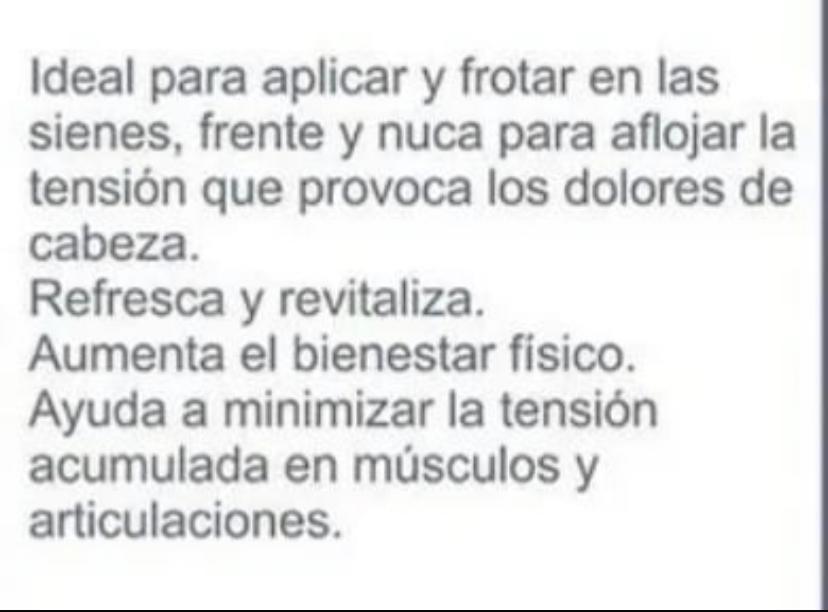 Ideal para aplicar y frotar en las
sienes, frente y nuca para aflojar la
tensión que provoca los dolores de
cabeza.
Refresca y revitaliza.
Aumenta el bienestar físico.
Ayuda a minimizar la tensión
acumulada en músculos y
articulaciones.